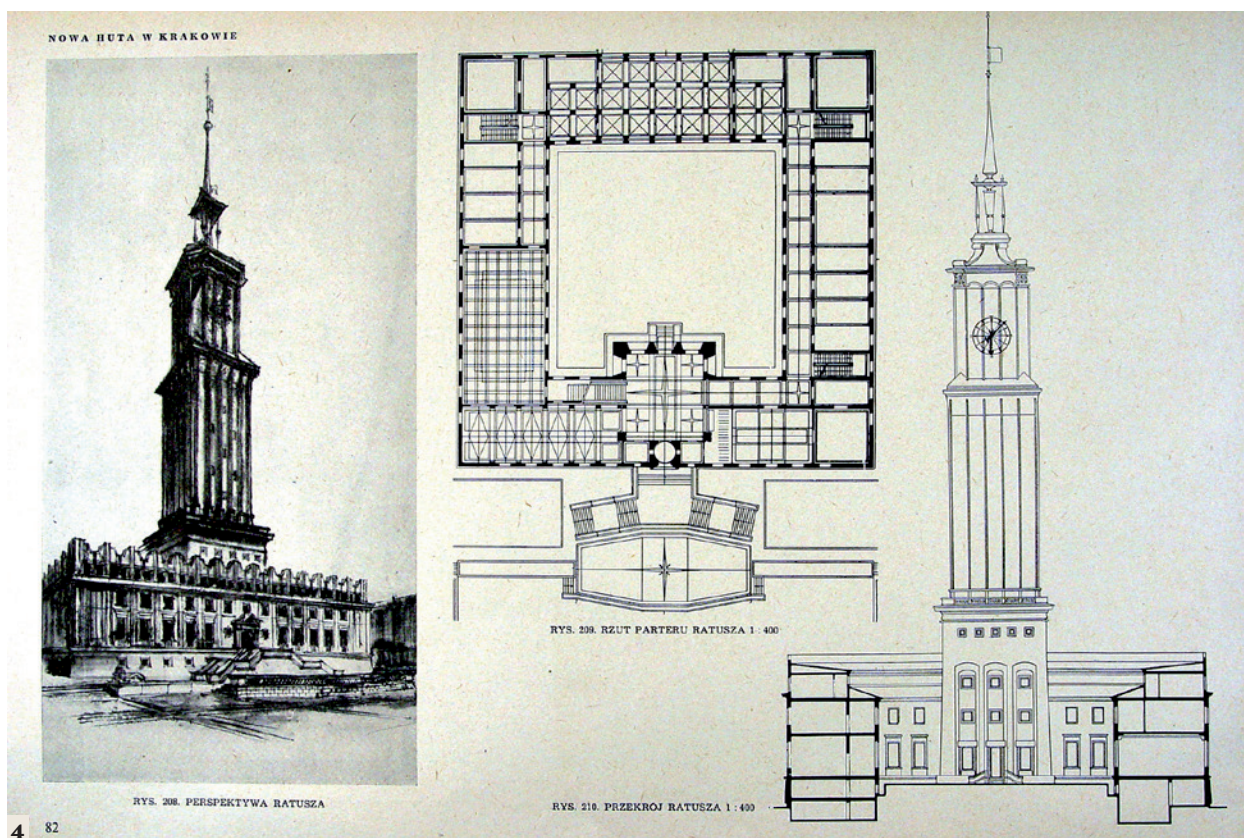 NOWA HUTA W KRAKOWIE
RYS. 208. PERSPEKTYWA RATUSZA
RYS. 209. RZUT PARTERU RATUSZA 1 : 400
RYS. 210. PRZEKRÓJ RATUSZA 1 : 400
4 82